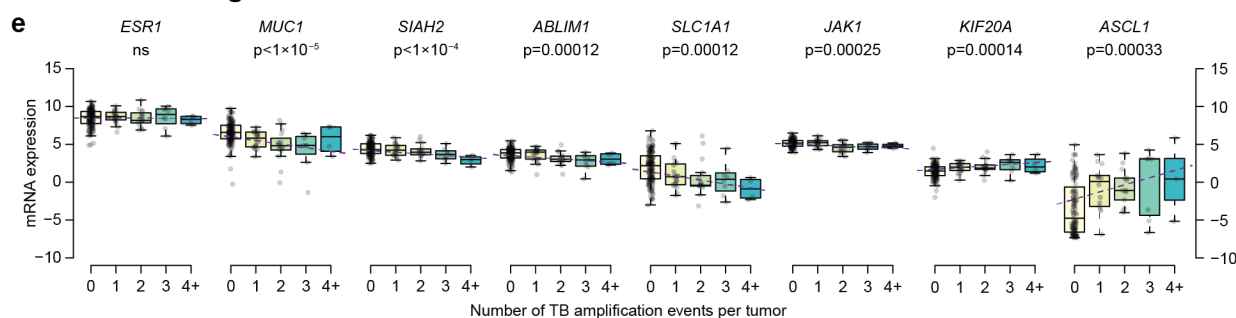 e
ESR1 MUC1 SIAH2 ABLIM1 SLC1A1 JAK1 KIF20A ASCL1
ns p<1×10⁻⁵ p<1×10⁻⁴ p=0.00012 p=0.00012 p=0.00025 p=0.00014 p=0.00033
15 15
10 10
5 5
0 0
−5 −5
−10 −10
mRNA expression
0 1 2 3 4+ 0 1 2 3 4+ 0 1 2 3 4+ 0 1 2 3 4+ 0 1 2 3 4+ 0 1 2 3 4+ 0 1 2 3 4+ 0 1 2 3 4+
Number of TB amplification events per tumor